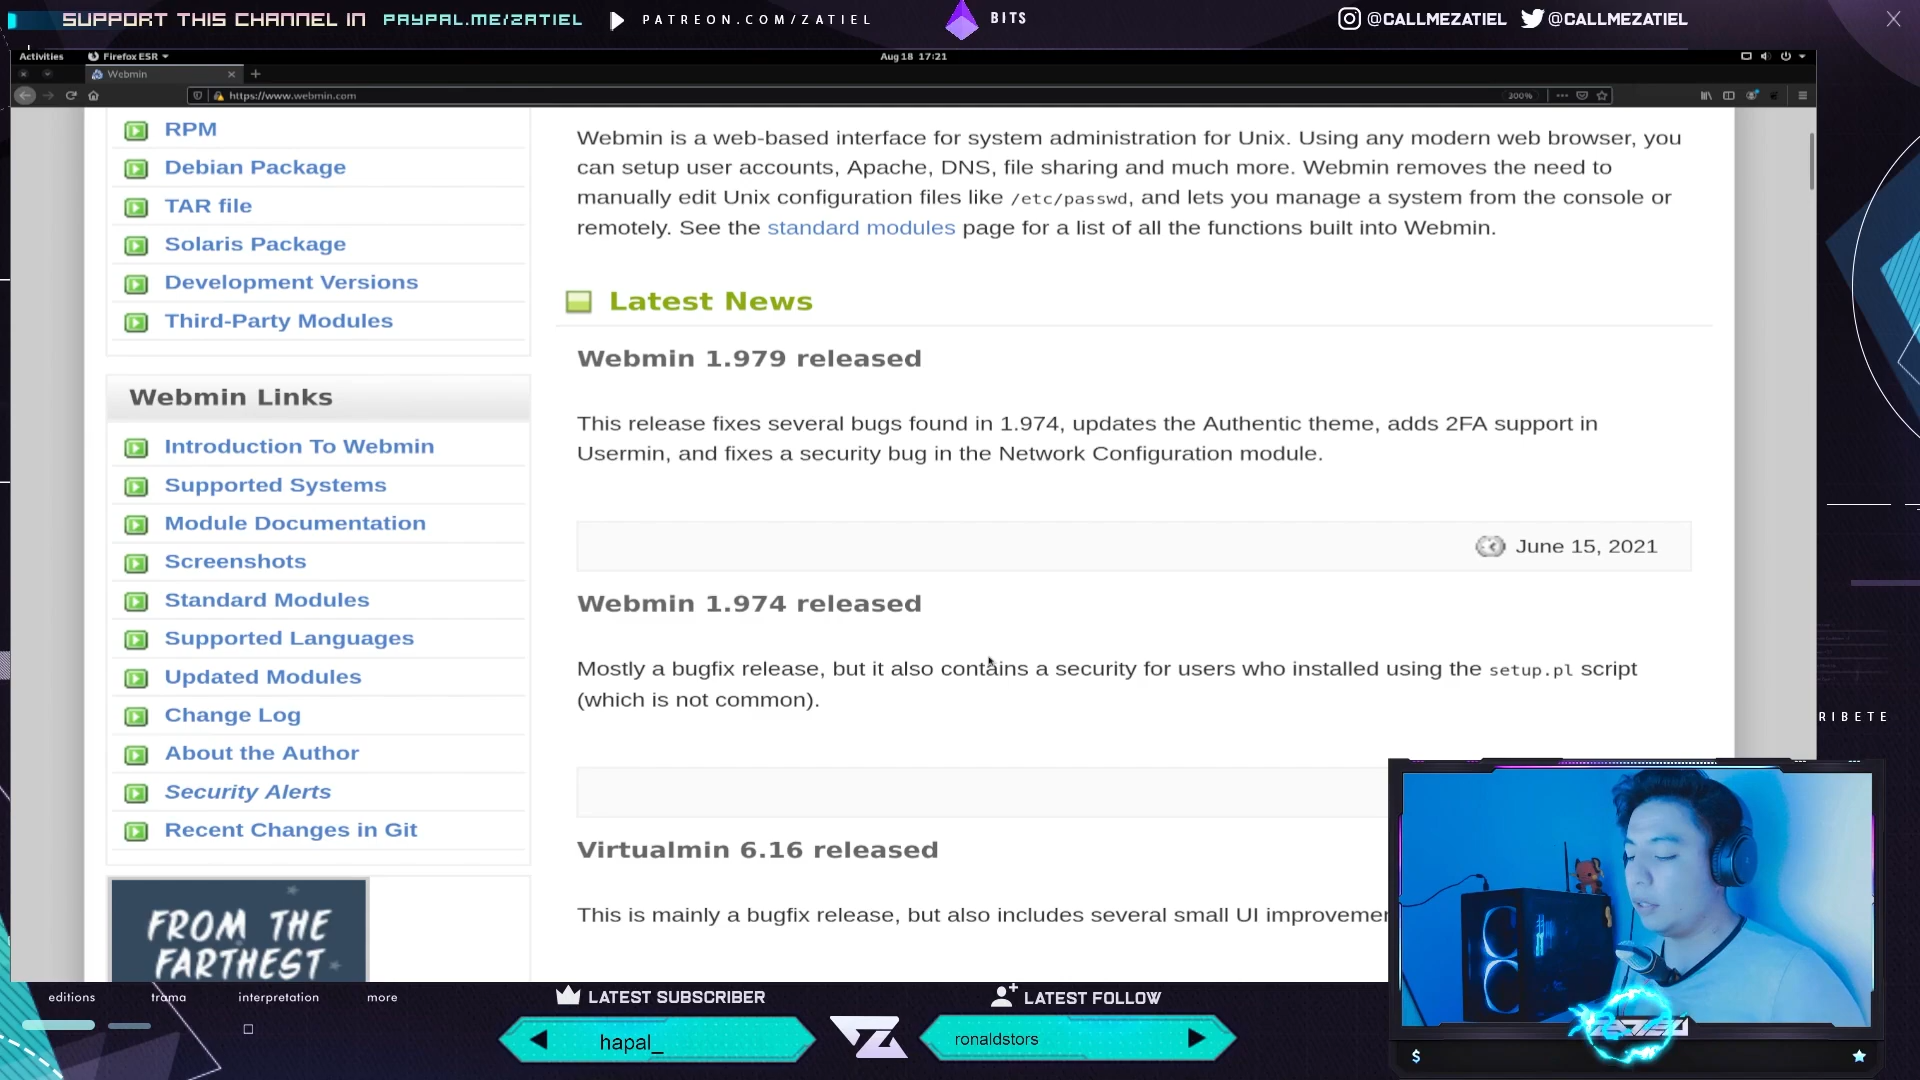 SUPPORT THIS CHANNEL IN PAYPAL.ME/ZATIEL PATREON.COM/ZATIEL BITS @CALLMEZATIEL @CALLMEZATIEL
Activities Firefox ESR Aug 18 17:21
Webmin
https://www.webmin.com 300%
RPM
Debian Package
TAR file
Solaris Package
Development Versions
Third-Party Modules
Webmin Links
Introduction To Webmin
Supported Systems
Module Documentation
Screenshots
Standard Modules
Supported Languages
Updated Modules
Change Log
About the Author
Security Alerts
Recent Changes in Git
FROM THE
FARTHEST
Webmin is a web-based interface for system administration for Unix. Using any modern web browser, you
can setup user accounts, Apache, DNS, file sharing and much more. Webmin removes the need to
manually edit Unix configuration files like /etc/passwd, and lets you manage a system from the console or
remotely. See the standard modules page for a list of all the functions built into Webmin.
Latest News
Webmin 1.979 released
This release fixes several bugs found in 1.974, updates the Authentic theme, adds 2FA support in
Usermin, and fixes a security bug in the Network Configuration module.
June 15, 2021
Webmin 1.974 released
Mostly a bugfix release, but it also contains a security for users who installed using the setup.pl script
(which is not common).
Virtualmin 6.16 released
This is mainly a bugfix release, but also includes several small UI improvemen
RIBETE
editions trama interpretation more
LATEST SUBSCRIBER
hapal_
LATEST FOLLOW
ronaldstors
$